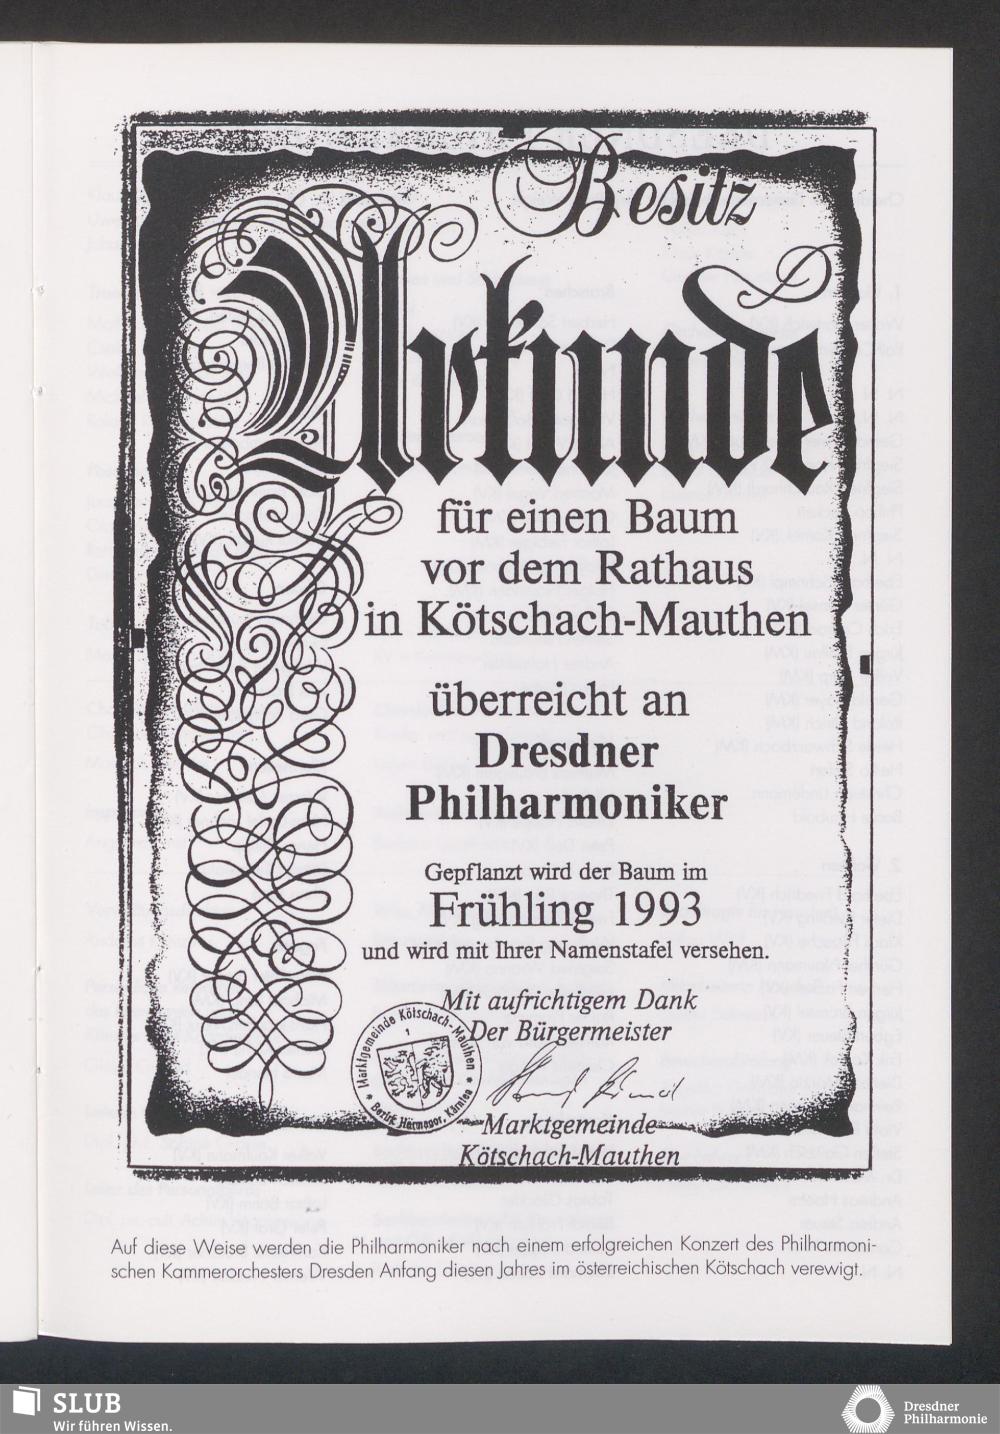 Besitz
Urkunde
für einen Baum
vor dem Rathaus
in Kötschach-Mauthen
überreicht an
Dresdner
Philharmoniker
Gepflanzt wird der Baum im
Frühling 1993
und wird mit Ihrer Namenstafel versehen.
Mit aufrichtigem Dank
Der Bürgermeister
Marktgemeinde Kötschach-Mauthen
1
Bezirk Hermagor, Kärnten
Marktgemeinde
Kötschach-Mauthen
Auf diese Weise werden die Philharmoniker nach einem erfolgreichen Konzert des Philharmoni-
schen Kammerorchesters Dresden Anfang diesen Jahres im österreichischen Kötschach verewigt.
SLUB
Wir führen Wissen.
Dresdner
Philharmonie